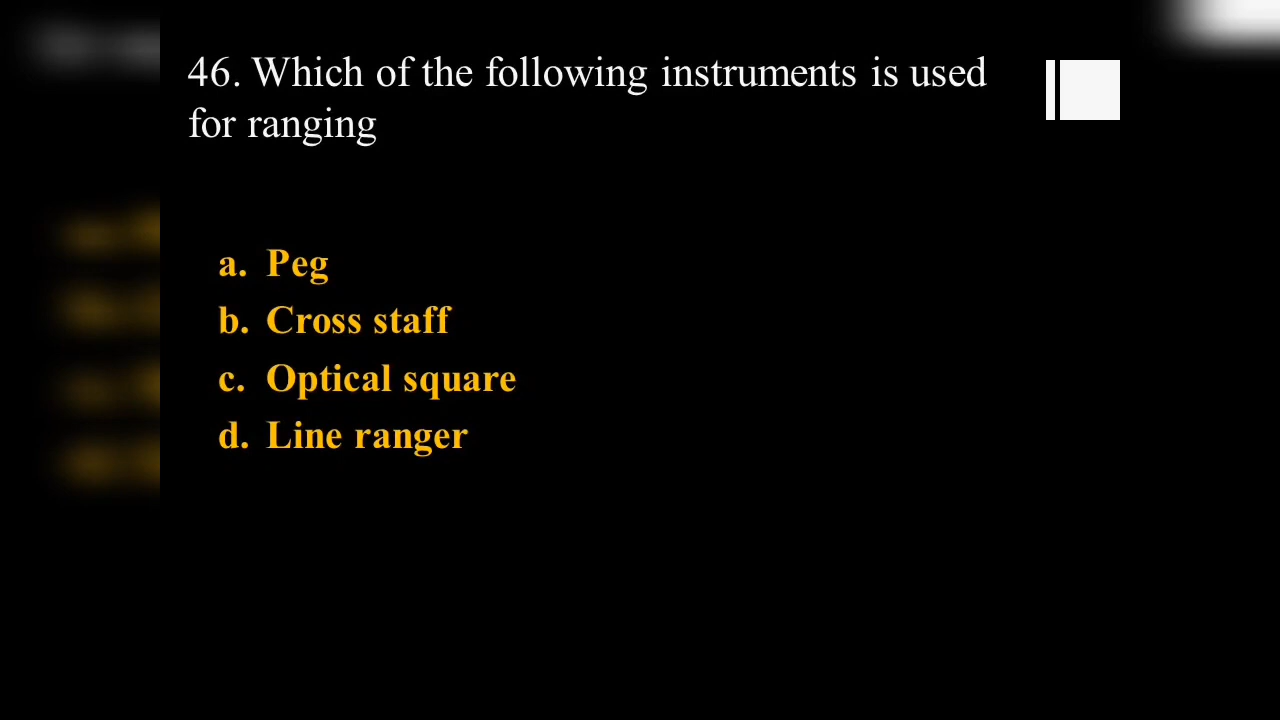 46. Which of the following instruments is used
for ranging
a. Peg
b. Cross staff
c. Optical square
d. Line ranger